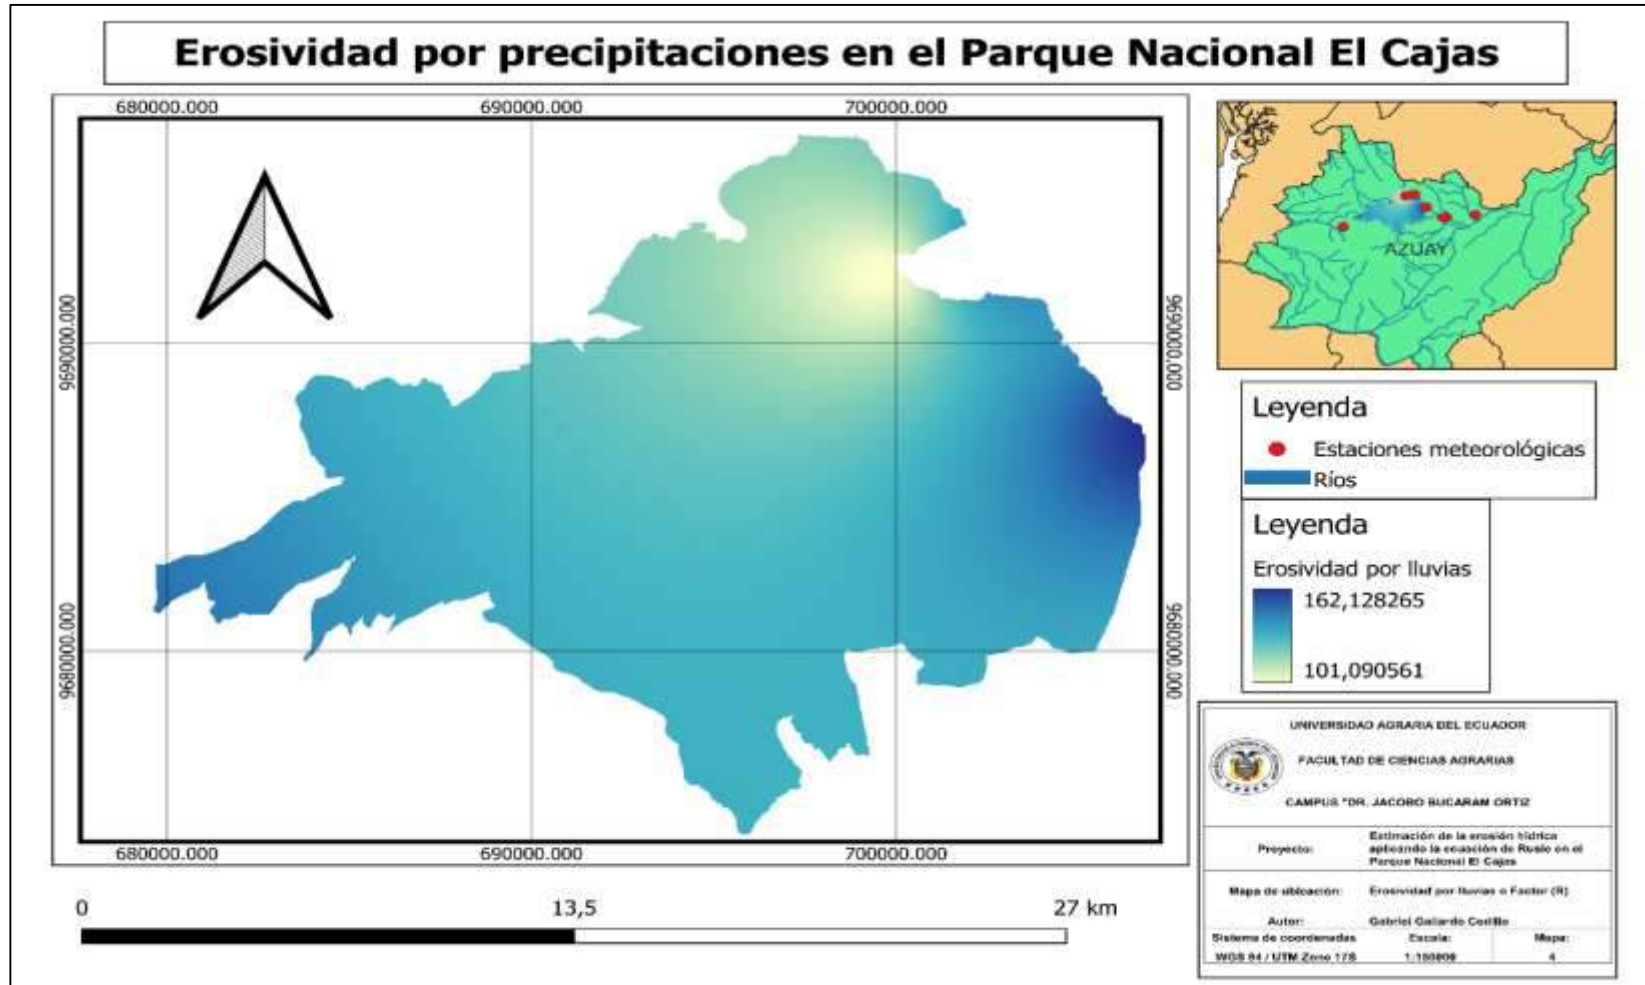 Erosividad por precipitaciones en el Parque Nacional El Cajas
680000.000 690000.000 700000.000
9690000.000
9690000.000
9680000.000
9680000.000
680000.000 690000.000 700000.000
0 13,5 27 km
AZUAY
Leyenda
Estaciones meteorológicas
Ríos
Leyenda
Erosividad por lluvias
162,128265
101,090561
UNIVERSIDAD AGRARIA DEL ECUADOR
FACULTAD DE CIENCIAS AGRARIAS
CAMPUS "DR. JACOBO BUCARAM ORTIZ
Proyecto:
Estimación de la erosión hídrica
aplicando la ecuación de Rusle en el
Parque Nacional El Cajas
Mapa de ubicación: Erosividad por lluvias o Factor (R)
Autor: Gabriel Gallardo
Sistema de coordenadas Escala: Mapa:
WGS 84 / UTM Zone 17S 4